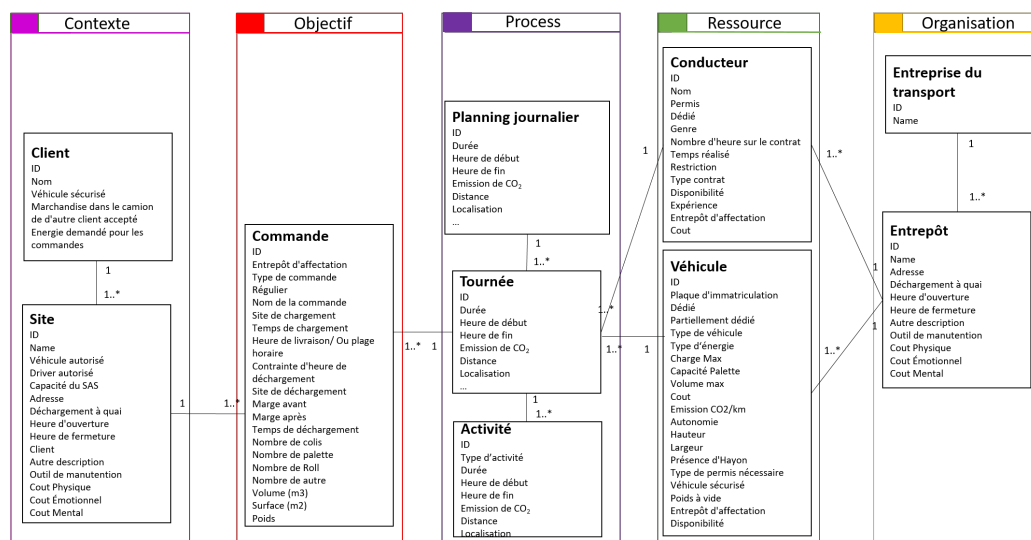 Contexte
Client
ID
Nom
Véhicule sécurisé
Marchandise dans le camion
de d'autre client accepté
Energie demandé pour les
commandes
1
1..*
Site
ID
Name
Véhicule autorisé
Driver autorisé
Capacité du SAS
Adresse
Déchargement à quai
Heure d'ouverture
Heure de fermeture
Client
Autre description
Outil de manutention
Cout Physique
Cout Émotionnel
Cout Mental
1
1..*
Objectif
Commande
ID
Entrepôt d'affectation
Type de commande
Régulier
Nom de la commande
Site de chargement
Temps de chargement
Heure de livraison/ Ou plage
horaire
Contrainte d'heure de
déchargement
Site de déchargement
Marge avant
Marge après
Temps de déchargement
Nombre de colis
Nombre de palette
Nombre de Roll
Nombre de autre
Volume (m3)
Surface (m2)
Poids
1..*
1
Process
Planning journalier
ID
Durée
Heure de début
Heure de fin
Emission de CO₂
Distance
Localisation
...
1
1..*
Tournée
ID
Durée
Heure de début
Heure de fin
Emission de CO₂
Distance
Localisation
...
1
1..*
Activité
ID
Type d'activité
Durée
Heure de début
Heure de fin
Emission de CO₂
Distance
Localisation
1..*
1
1..*
1
Ressource
Conducteur
ID
Nom
Permis
Dédié
Genre
Nombre d'heure sur le contrat
Temps réalisé
Restriction
Type contrat
Disponibilité
Expérience
Entrepôt d'affectation
Cout
Véhicule
ID
Plaque d'immatriculation
Dédié
Partiellement dédié
Type de véhicule
Type d'énergie
Charge Max
Capacité Palette
Volume max
Cout
Emission CO2/km
Autonomie
Hauteur
Largeur
Présence d'Hayon
Type de permis nécessaire
Véhicule sécurisé
Poids à vide
Entrepôt d'affectation
Disponibilité
1..*
1
1
1..*
Organisation
Entreprise du
transport
ID
Name
1
1..*
Entrepôt
ID
Name
Adresse
Déchargement à quai
Heure d'ouverture
Heure de fermeture
Autre description
Outil de manutention
Cout Physique
Cout Émotionnel
Cout Mental